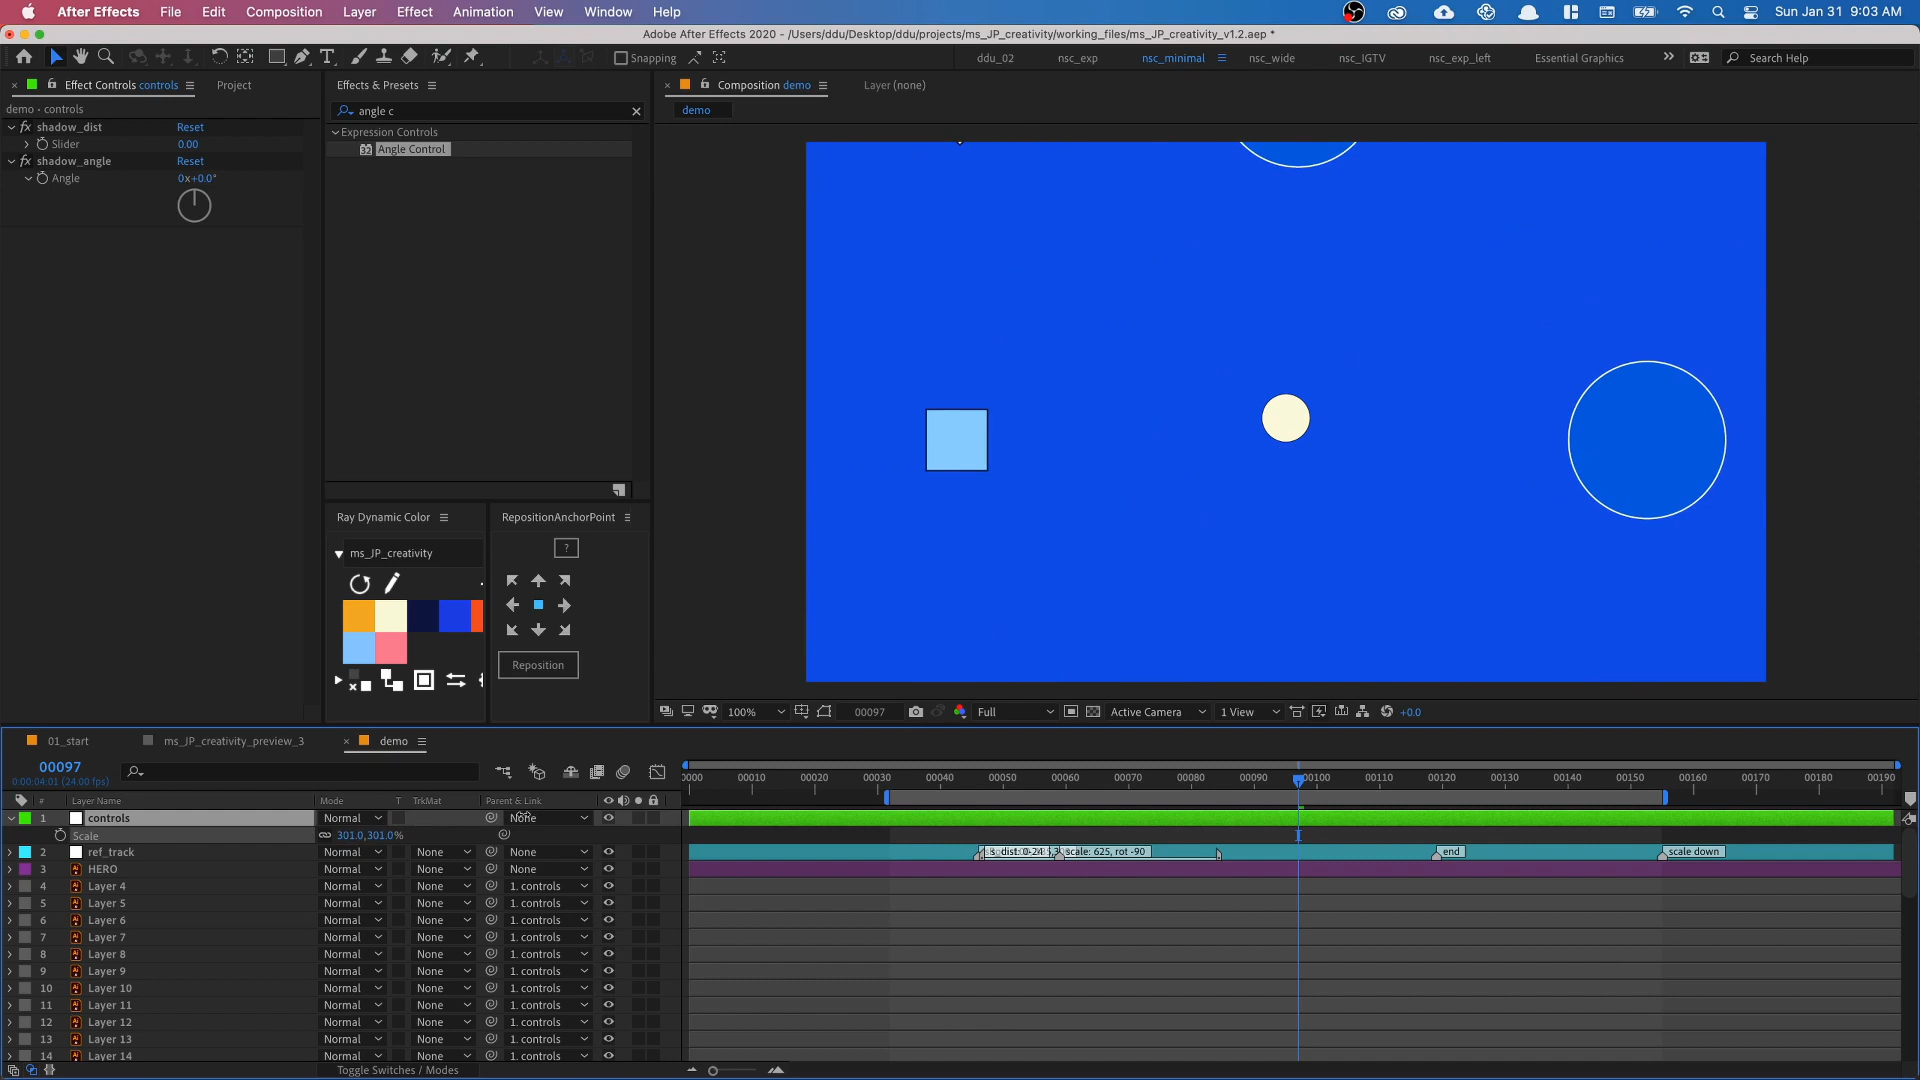 After Effects File Edit Composition Layer Effect Animation View Window Help Sun Jan 31 9:03 AM
Adobe After Effects 2020 - /Users/ddu/Desktop/ddu/projects/ms_JP_creativity/working_files/ms_JP_creativity_v1.2.aep *
Snapping ddu_02 nsc_exp nsc_minimal nsc_wide nsc_IGTV nsc_exp_left Essential Graphics Search Help
Effect Controls controls Project
demo · controls
fx shadow_dist Reset
Slider 0.00
fx shadow_angle Reset
Angle 0x+0.0°
Effects & Presets
angle c
Expression Controls
32 Angle Control
Composition demo Layer (none)
demo
Ray Dynamic Color
ms_JP_creativity
RepositionAnchorPoint
?
Reposition
100% 00097 Full Active Camera 1 View +0.0
01_start ms_JP_creativity_preview_3 demo
00097
0:00:04:01 (24.00 fps)
0000 00010 00020 00030 00040 00050 00060 00070 00080 00090 00100 00110 00120 00130 00140 00150 00160 00170 00180 00190
# Layer Name Mode T TrkMat Parent & Link
1 controls Normal None
Scale 301.0,301.0%
2 ref_track Normal None None scale: 625, rot -90 end scale down
3 HERO Normal None None
4 Layer 4 Normal None 1. controls
5 Layer 5 Normal None 1. controls
6 Layer 6 Normal None 1. controls
7 Layer 7 Normal None 1. controls
8 Layer 8 Normal None 1. controls
9 Layer 9 Normal None 1. controls
10 Layer 10 Normal None 1. controls
11 Layer 11 Normal None 1. controls
12 Layer 12 Normal None 1. controls
13 Layer 13 Normal None 1. controls
14 Layer 14 Normal None 1. controls
Toggle Switches / Modes